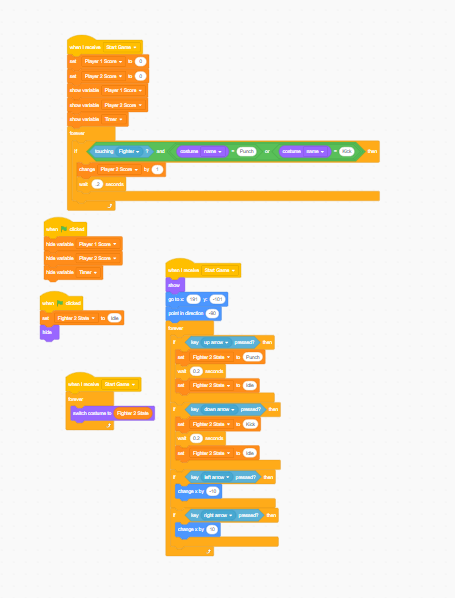 when I receive Start Game
set Player 1 Score to 0
set Player 2 Score to 0
show variable Player 1 Score
show variable Player 2 Score
show variable Timer
forever
if touching Fighter ? and costume name = Punch or costume name = Kick then
change Player 2 Score by 1
wait .2 seconds
when clicked
hide variable Player 1 Score
hide variable Player 2 Score
hide variable Timer
when clicked
set Fighter 2 State to Idle
hide
when I receive Start Game
forever
switch costume to Fighter 2 State
when I receive Start Game
show
go to x: 191 y: -101
point in direction -90
forever
if key up arrow pressed? then
set Fighter 2 State to Punch
wait 0.2 seconds
set Fighter 2 State to Idle
if key down arrow pressed? then
set Fighter 2 State to Kick
wait 0.2 seconds
set Fighter 2 State to Idle
if key left arrow pressed? then
change x by -10
if key right arrow pressed? then
change x by 10